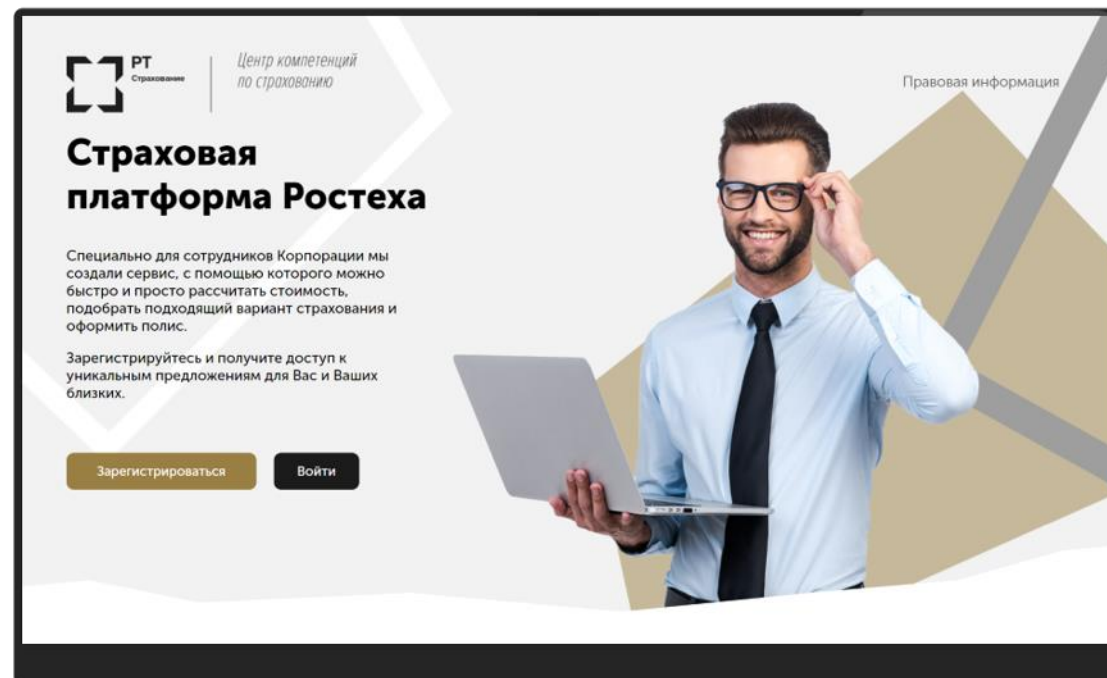 РТ
Страхование
Центр компетенций
по страхованию
Правовая информация
Страховая
платформа Ростеха
Специально для сотрудников Корпорации мы
создали сервис, с помощью которого можно
быстро и просто рассчитать стоимость,
подобрать подходящий вариант страхования и
оформить полис.
Зарегистрируйтесь и получите доступ к
уникальным предложениям для Вас и Ваших
близких.
Зарегистрироваться
Войти